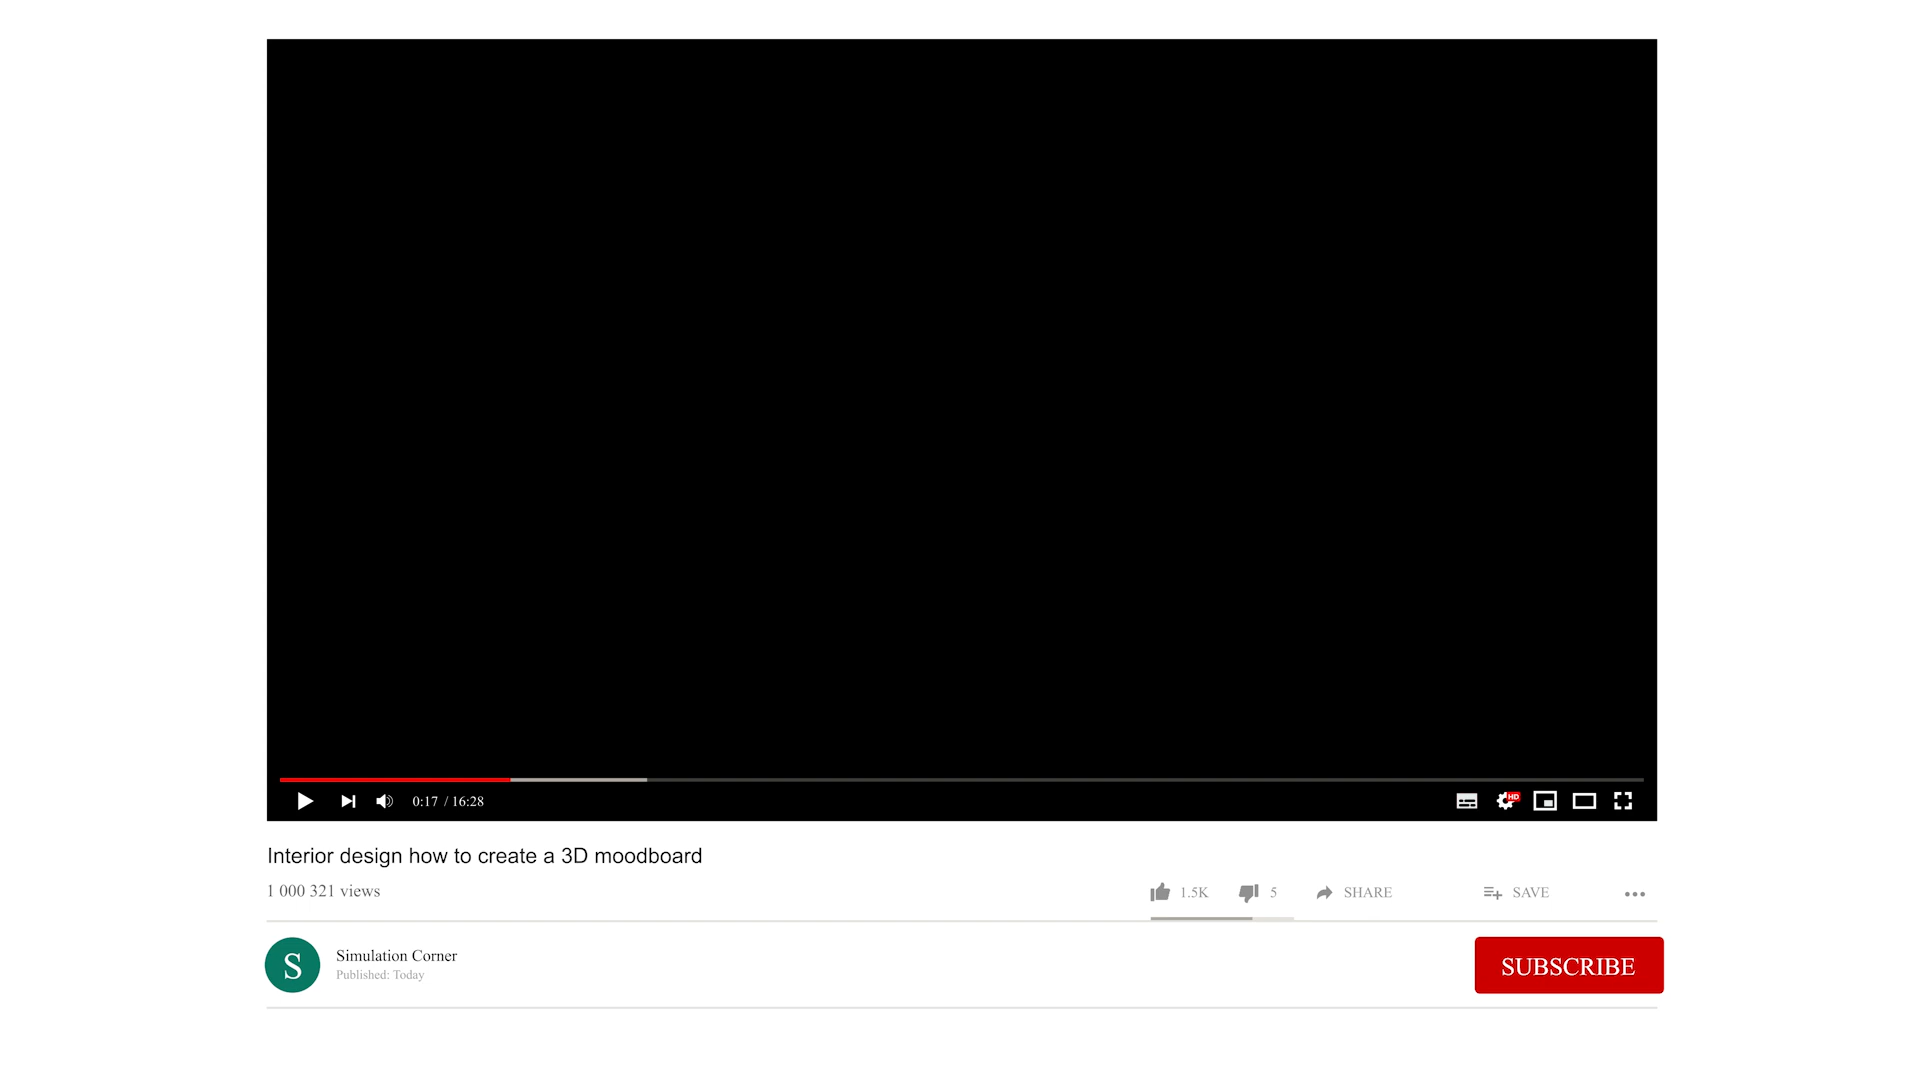 0:17 / 16:28
HD
Interior design how to create a 3D moodboard
1 000 321 views
1.5K 5 SHARE SAVE
S
Simulation Corner
Published: Today
SUBSCRIBE